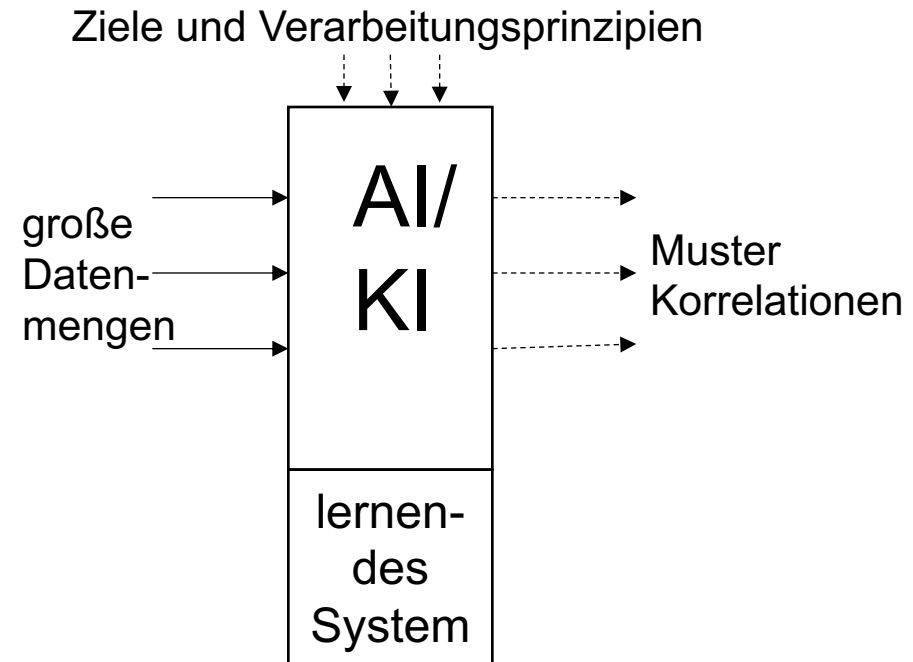 Ziele und Verarbeitungsprinzipien
AI/
KI
große
Daten-
mengen
Muster
Korrelationen
lernen-
des
System